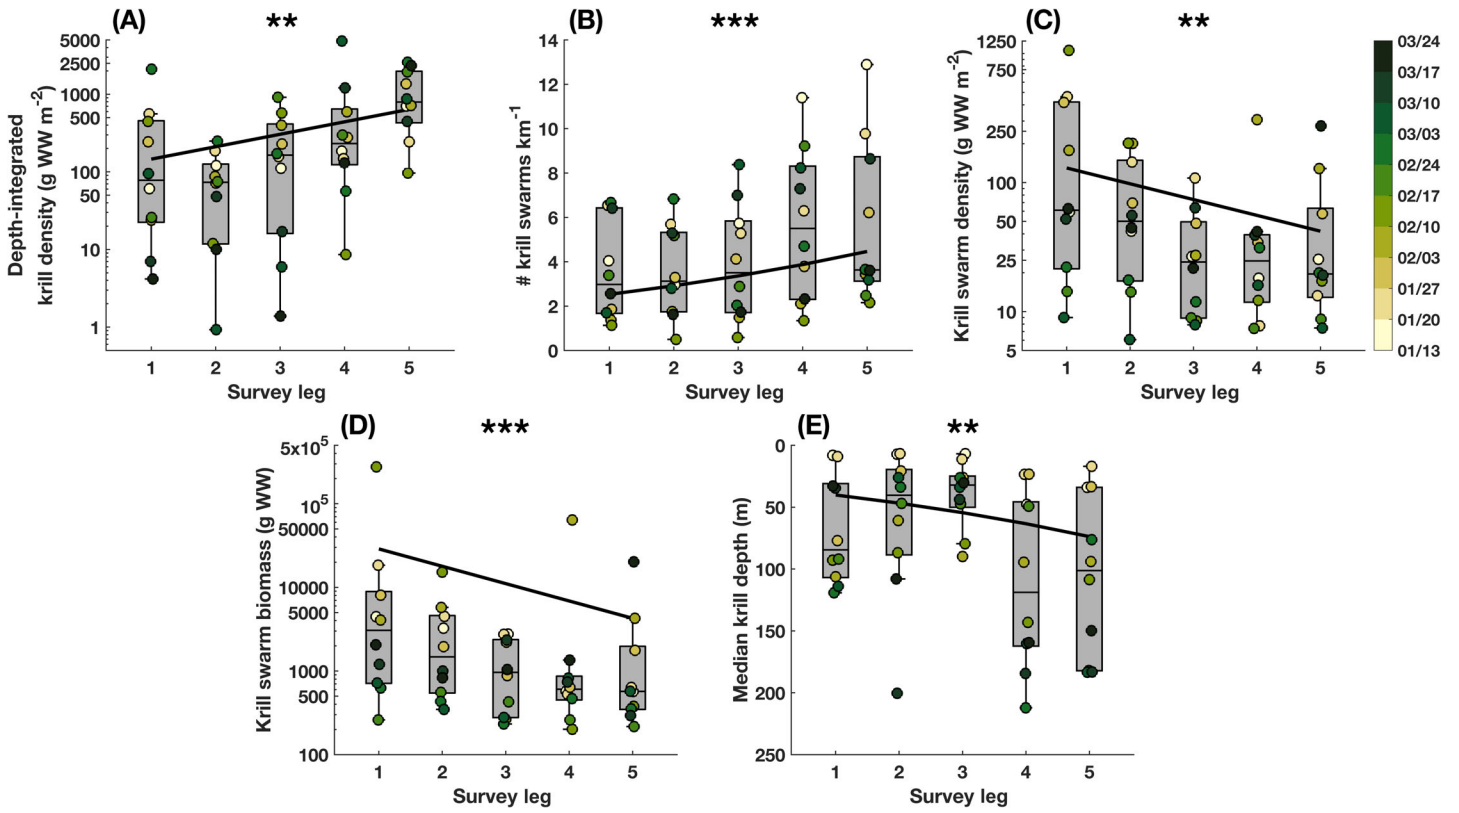 (A)
**
Depth-integrated
krill density (g WW m-2)
5000
2500
1000
500
100
50
10
1
1 2 3 4 5
Survey leg
(B)
***
# krill swarms km-1
14
12
10
8
6
4
2
0
1 2 3 4 5
Survey leg
(C)
**
Krill swarm density (g WW m-2)
1250
750
250
100
50
25
10
5
1 2 3 4 5
Survey leg
03/24
03/17
03/10
03/03
02/24
02/17
02/10
02/03
01/27
01/20
01/13
(D)
***
Krill swarm biomass (g WW)
5x105
105
50000
10000
5000
1000
500
100
1 2 3 4 5
Survey leg
(E)
**
Median krill depth (m)
0
50
100
150
200
250
1 2 3 4 5
Survey leg